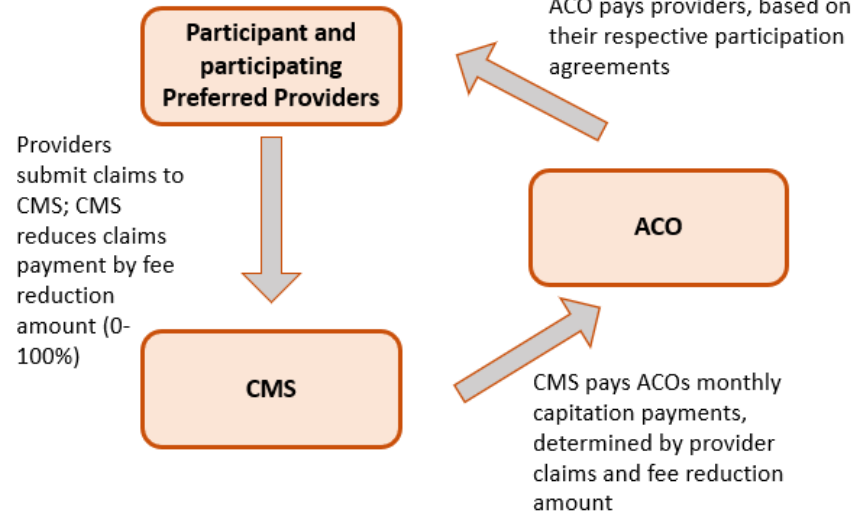 ACO pays providers, based on
their respective participation
agreements
Participant and
participating
Preferred Providers
Providers
submit claims to
CMS; CMS
reduces claims
payment by fee
reduction
amount (0-
100%)
ACO
CMS
CMS pays ACOs monthly
capitation payments,
determined by provider
claims and fee reduction
amount